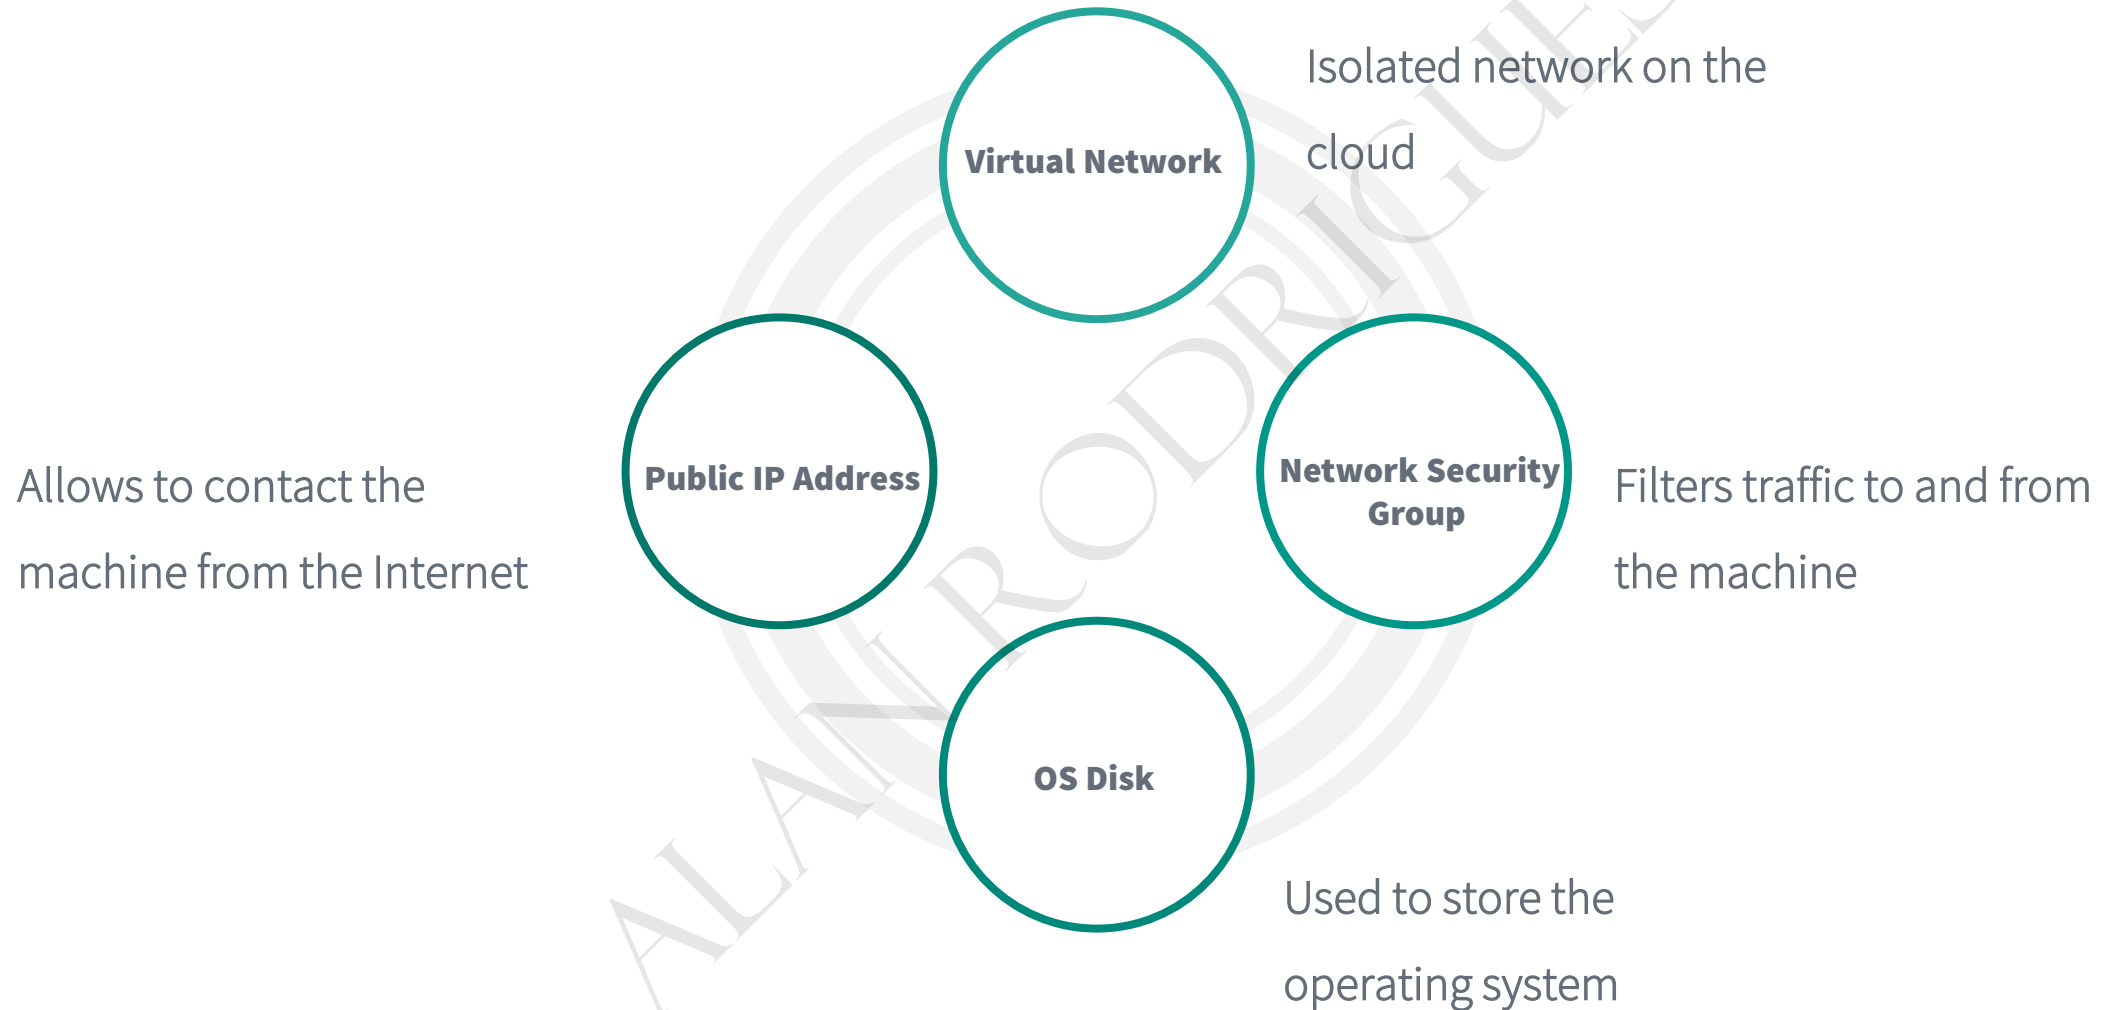 Isolated network on the
cloud
Virtual Network
Public IP Address
Allows to contact the
machine from the Internet
Network Security
Group
Filters traffic to and from
the machine
OS Disk
Used to store the
operating system
ALAN RODRIGUES